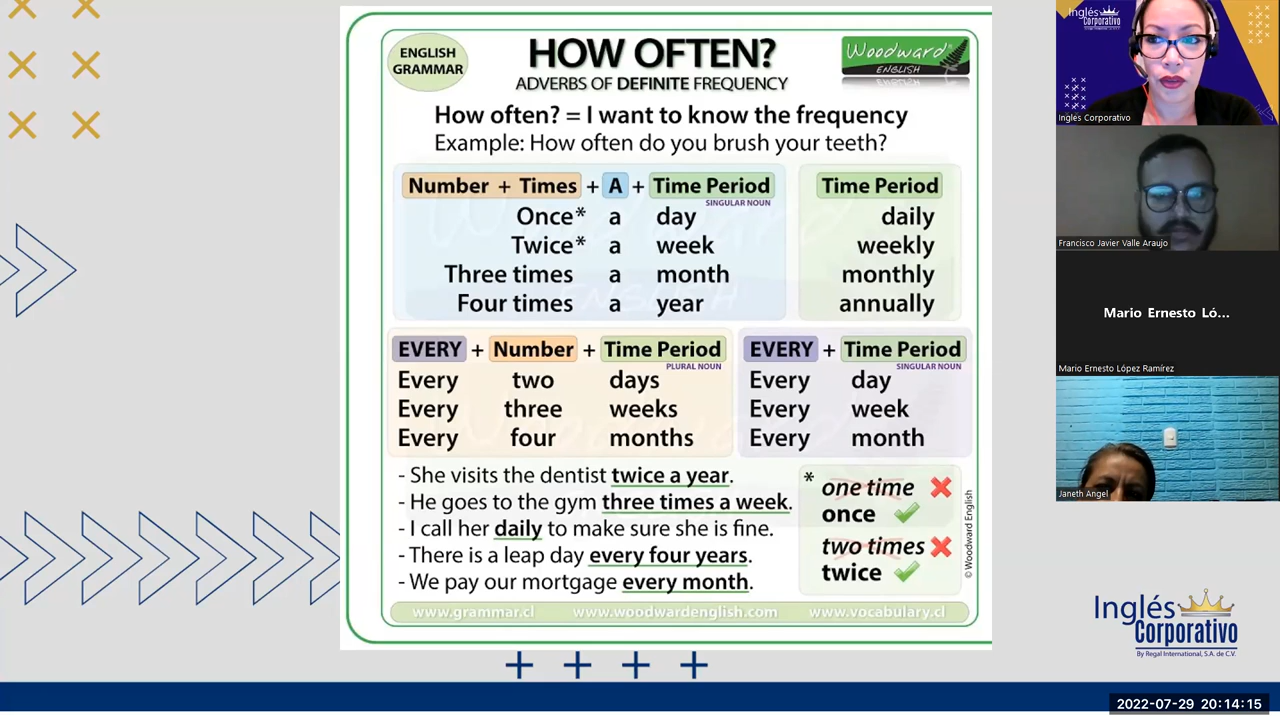 ENGLISH
GRAMMAR
HOW OFTEN?
ADVERBS OF DEFINITE FREQUENCY
Woodward®
ENGLISH
How often? = I want to know the frequency
Example: How often do you brush your teeth?
Number + Times + A + Time Period
SINGULAR NOUN
Once* a day
Twice* a week
Three times a month
Four times a year
Time Period
daily
weekly
monthly
annually
EVERY + Number + Time Period
PLURAL NOUN
Every two days
Every three weeks
Every four months
EVERY + Time Period
SINGULAR NOUN
Every day
Every week
Every month
- She visits the dentist twice a year.
- He goes to the gym three times a week.
- I call her daily to make sure she is fine.
- There is a leap day every four years.
- We pay our mortgage every month.
* one time
once
two times
twice
© Woodward English
www.grammar.cl www.woodwardenglish.com www.vocabulary.cl
Inglés
Corporativo
Inglés Corporativo
Francisco Javier Valle Araujo
Mario Ernesto Ló...
Mario Ernesto López Ramírez
Janeth Angel
Inglés
Corporativo
By Regal International, S.A. de C.V.
2022-07-29 20:14:15